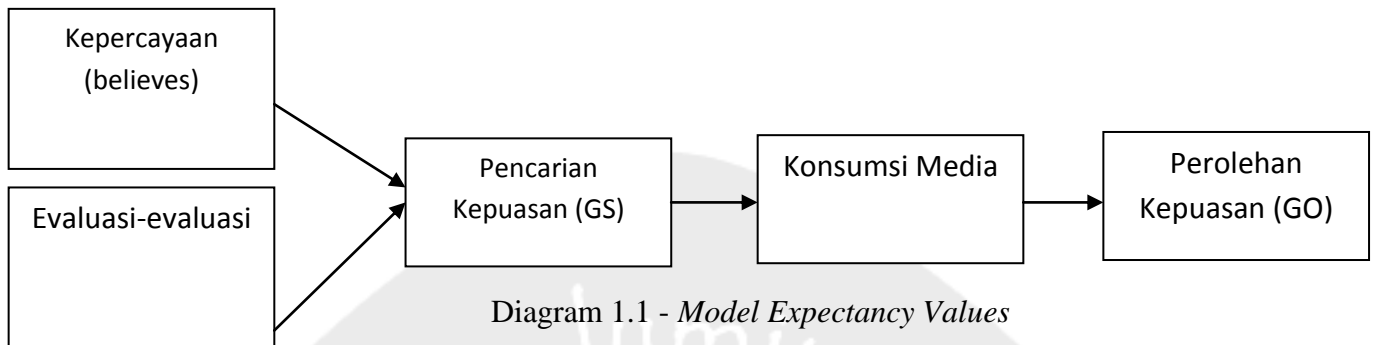 Kepercayaan
(believes)
Evaluasi-evaluasi
Pencarian
Kepuasan (GS)
Konsumsi Media
Perolehan
Kepuasan (GO)
Diagram 1.1 - Model Expectancy Values